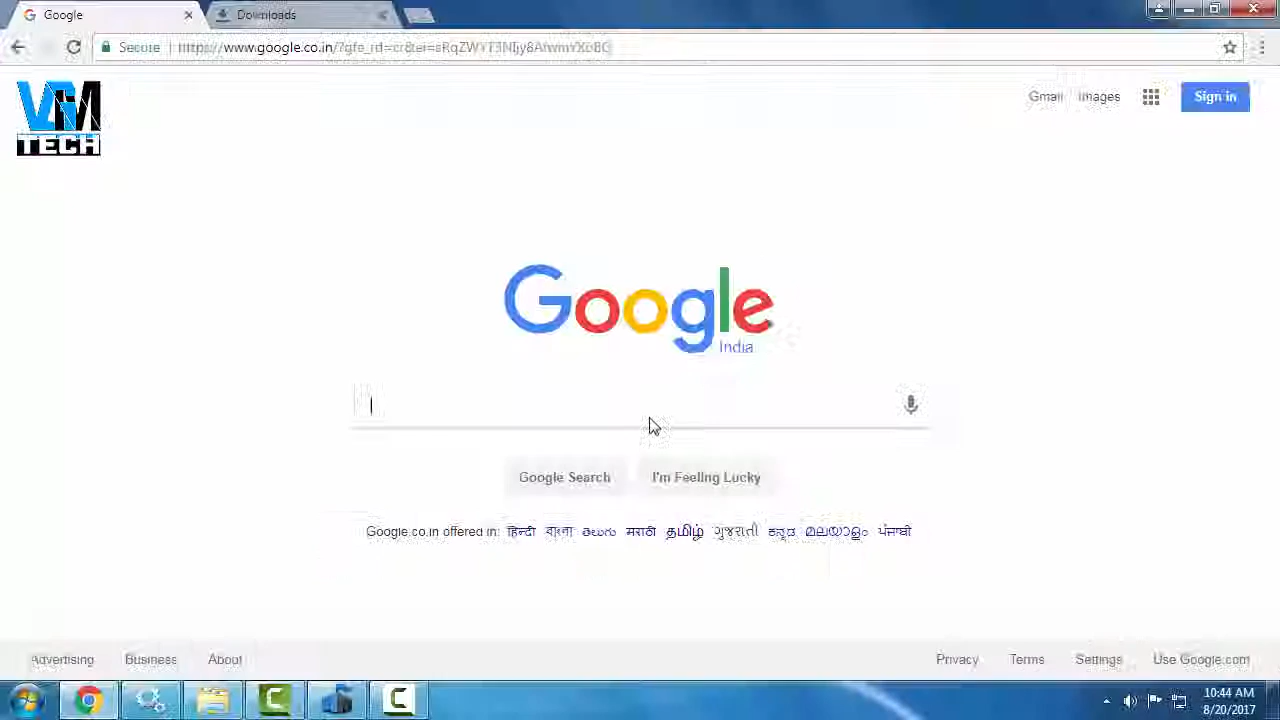 Google
Downloads
Secure
VGM
TECH
Gmail Images
Sign in
Google
India
Google Search I'm Feeling Lucky
Google.co.in offered in: हिन्दी বাংলা తెలుగు मराठी தமிழ் ગુજરાતી ಕನ್ನಡ മലയാളം ਪੰਜਾਬੀ
Advertising Business About Privacy Terms Settings Use Google.com
10:44 AM
8/20/2017